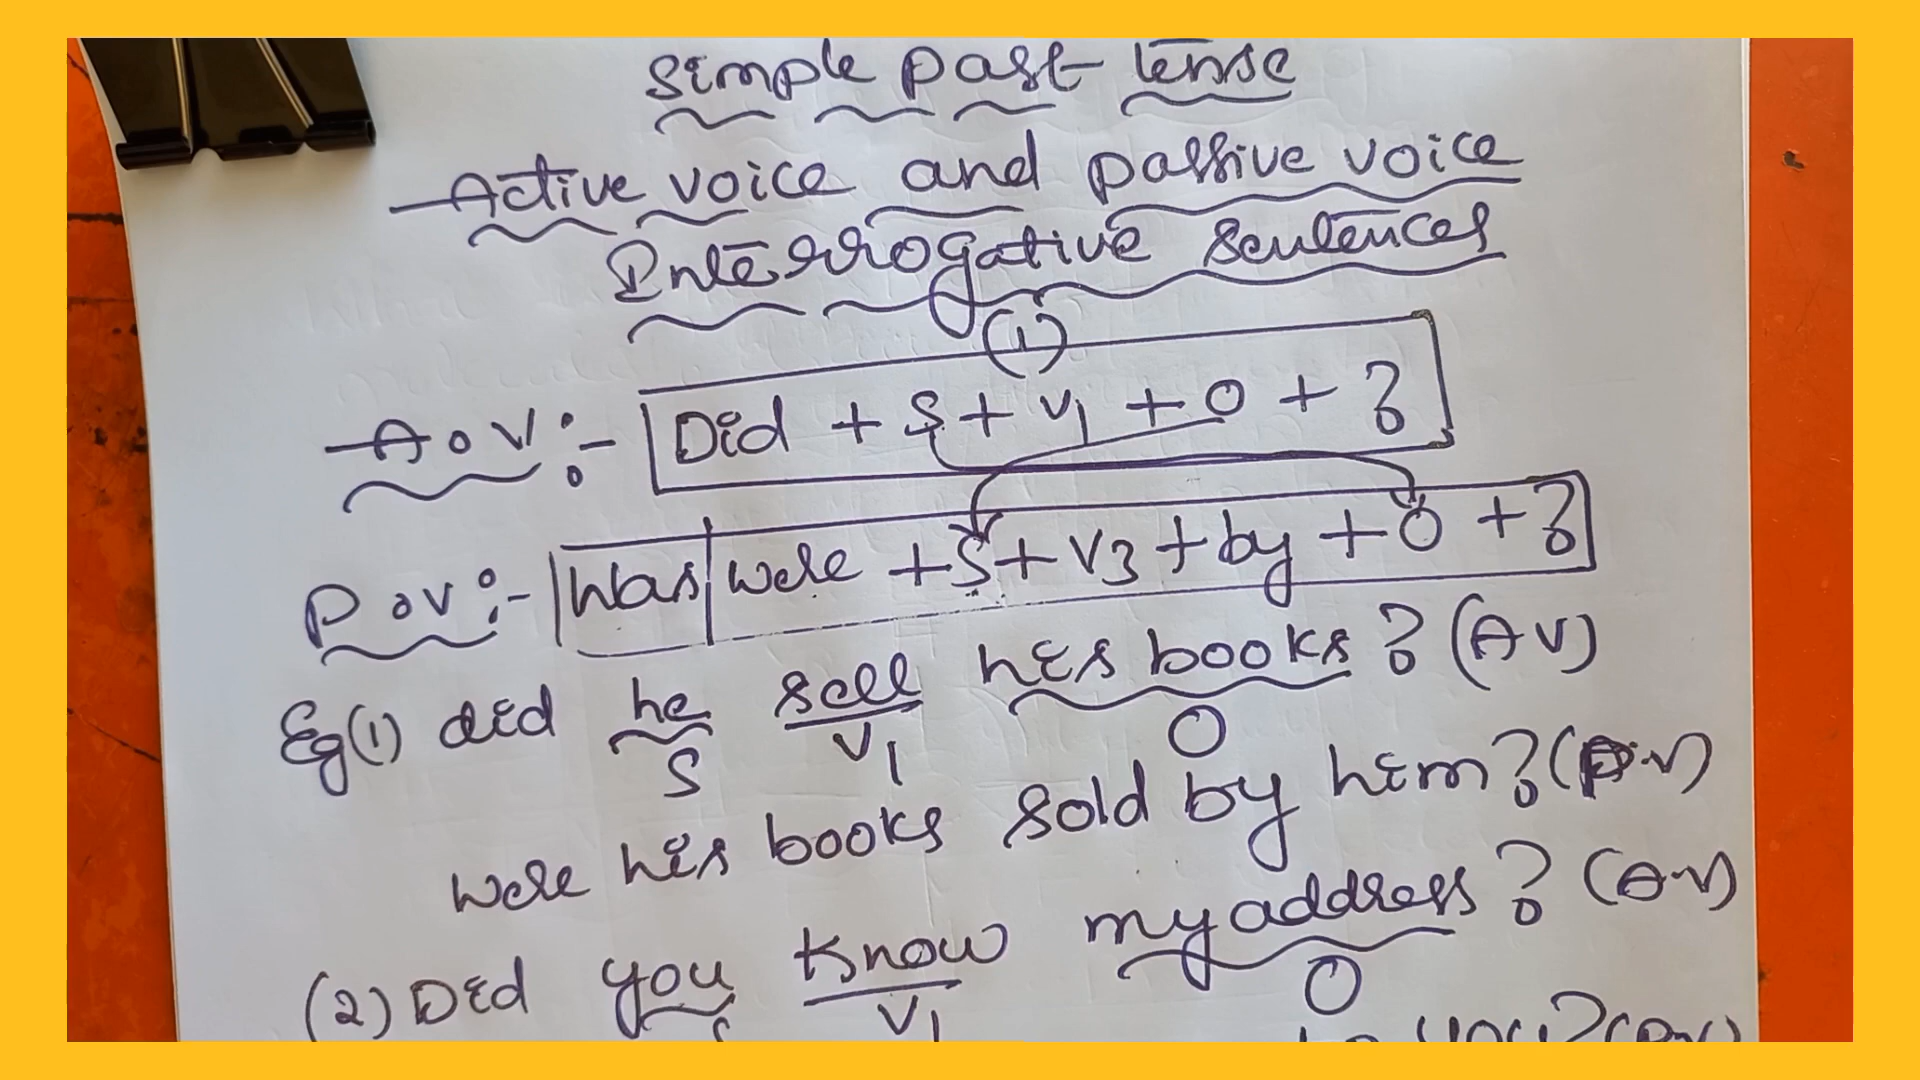 Simple past tense
Active voice and passive voice
Interrogative sentences
(1)
A.V:- Did + S + V1 + O + ?
P.V:- Was were + S + V3 + by + O + ?
Eg(1) did he sell his books? (AV)
S V1 O
were his books sold by him? (P.V)
(2) Did you know my address? (A.V)
S V1 O
you? (P.V)